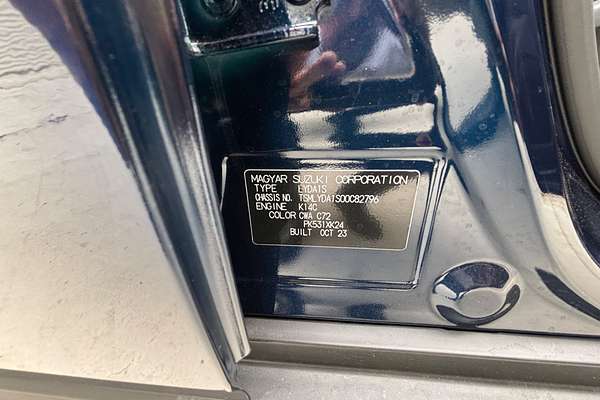 MAGYAR SUZUKI CORPORATION
TYPE LYDA1S
CHASSIS NO. TSMLYDA1S00C82796
ENGINE K14C
COLOR CWA C72
PK531XK24
BUILT OCT 23